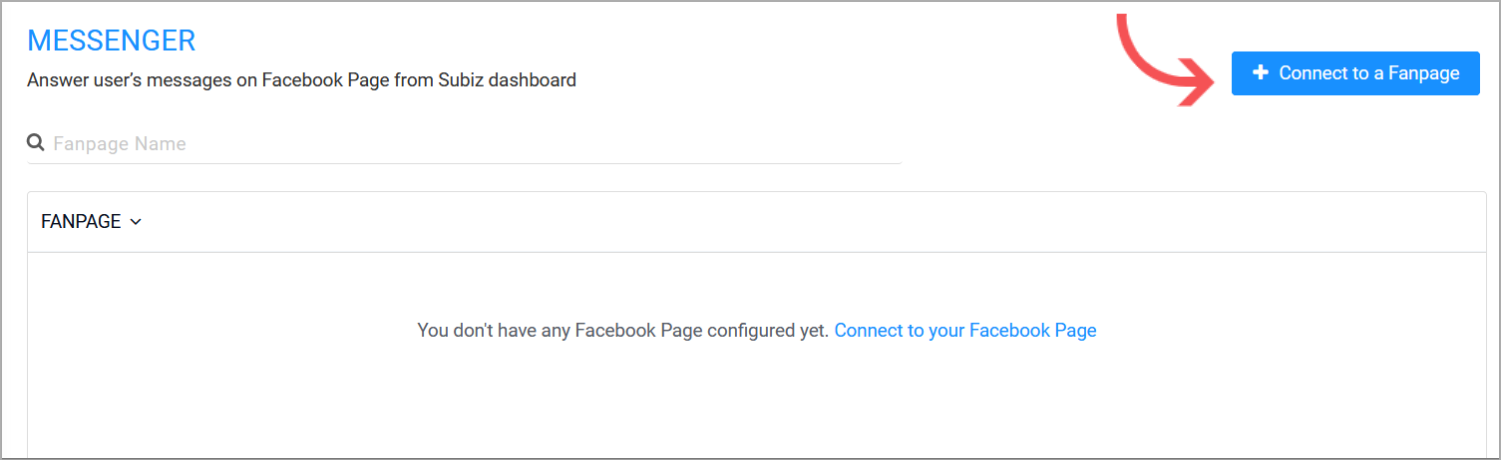 MESSENGER
Answer user’s messages on Facebook Page from Subiz dashboard
Connect to a Fanpage
Fanpage Name
FANPAGE
You don't have any Facebook Page configured yet. Connect to your Facebook Page